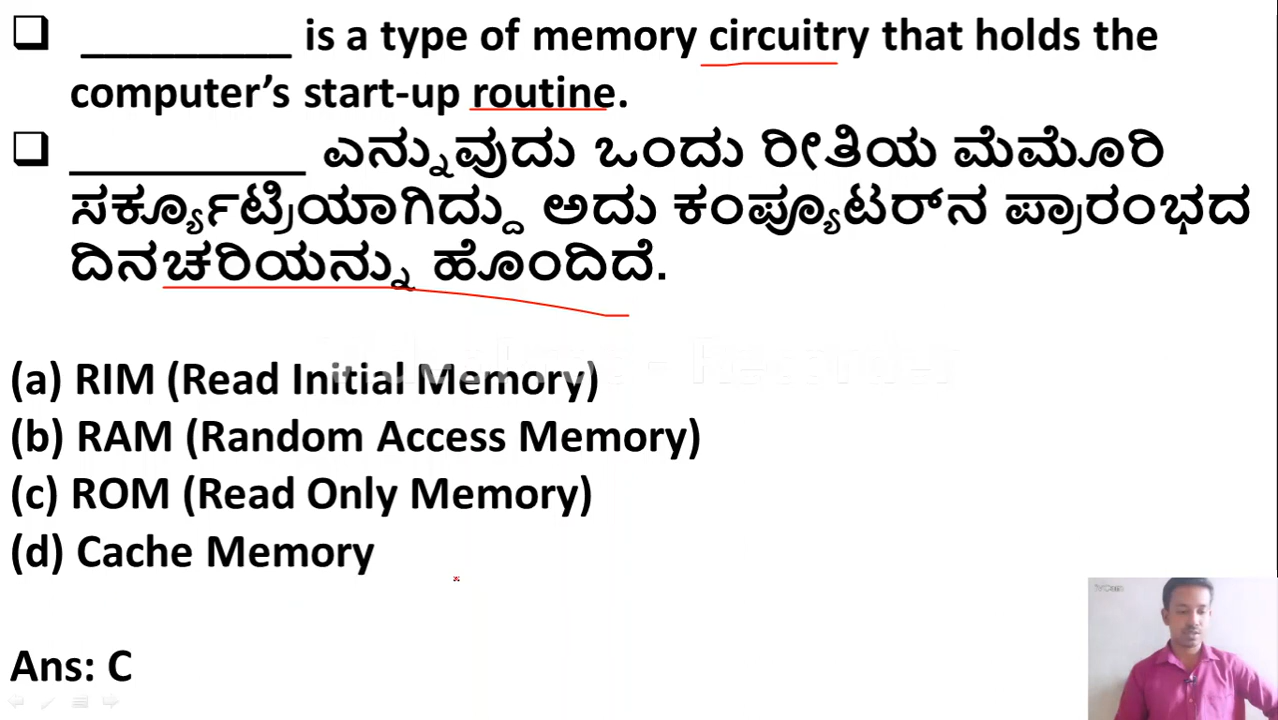 ❑ _________ is a type of memory circuitry that holds the
computer’s start-up routine.
❑ __________ ಎನ್ನುವುದು ಒಂದು ರೀತಿಯ ಮೆಮೊರಿ
ಸರ್ಕ್ಯೂಟ್ರಿಯಾಗಿದ್ದು ಅದು ಕಂಪ್ಯೂಟರ್‌ನ ಪ್ರಾರಂಭದ
ದಿನಚರಿಯನ್ನು ಹೊಂದಿದೆ.
(a) RIM (Read Initial Memory)
(b) RAM (Random Access Memory)
(c) ROM (Read Only Memory)
(d) Cache Memory
Ans: C